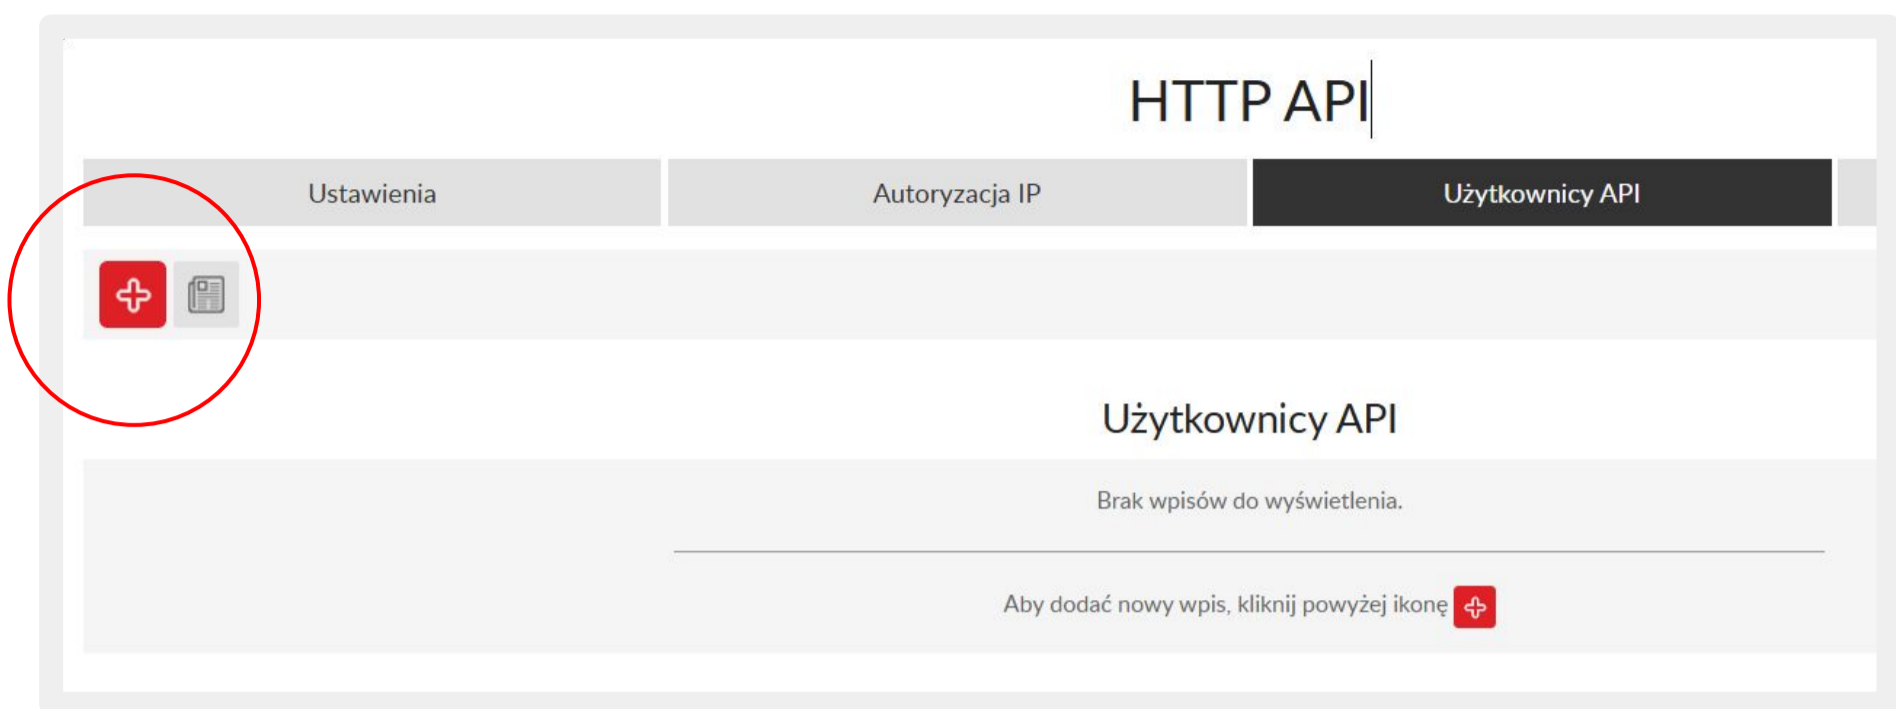 HTTP API
Ustawienia
Autoryzacja IP
Użytkownicy API
Użytkownicy API
Brak wpisów do wyświetlenia.
Aby dodać nowy wpis, kliknij powyżej ikonę